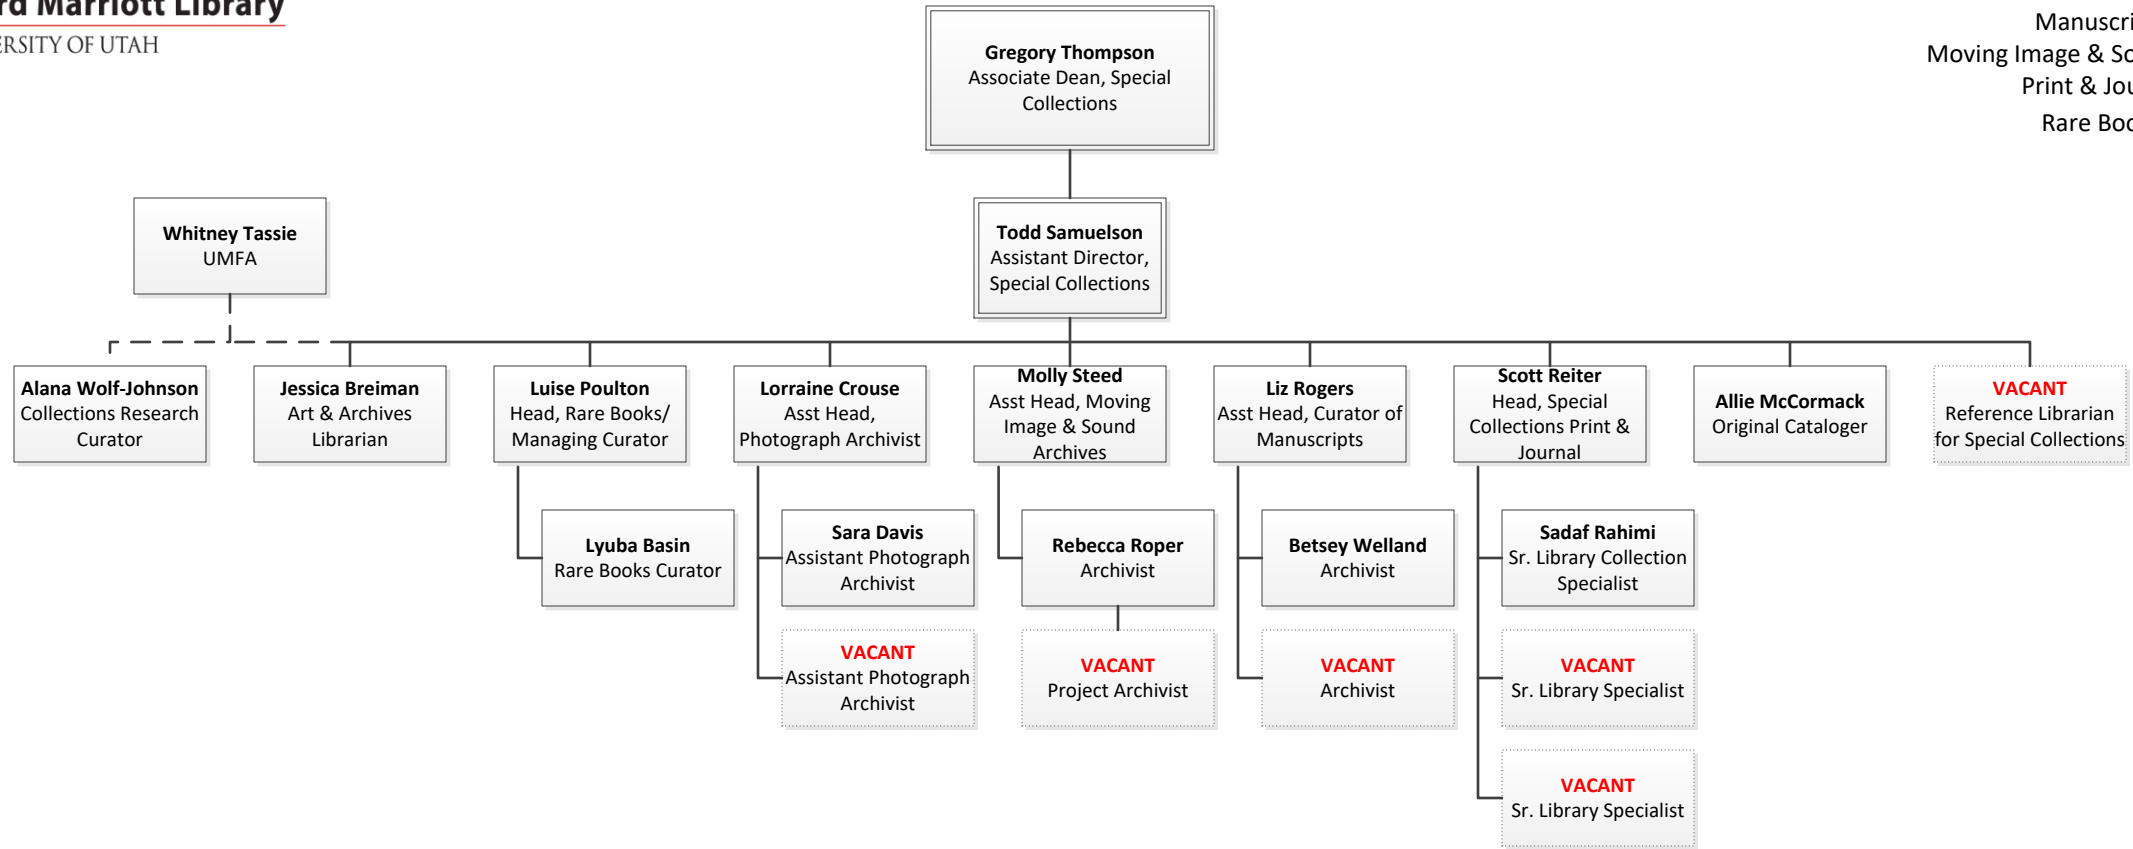 Marriott Library
UNIVERSITY OF UTAH
Moving Image &
Print &
Rare
Gregory Thompson
Associate Dean, Special
Collections
Whitney Tassie
UMFA
Todd Samuelson
Assistant Director,
Special Collections
Alana Wolf-Johnson
Collections Research
Curator
Jessica Breiman
Art & Archives
Librarian
Luise Poulton
Head, Rare Books/
Managing Curator
Lorraine Crouse
Asst Head,
Photograph Archivist
Molly Steed
Asst Head, Moving
Image & Sound
Archives
Liz Rogers
Asst Head, Curator of
Manuscripts
Scott Reiter
Head, Special
Collections Print &
Journal
Allie McCormack
Original Cataloger
VACANT
Reference Librarian
for Special Collections
Lyuba Basin
Rare Books Curator
Sara Davis
Assistant Photograph
Archivist
Rebecca Roper
Archivist
Betsey Welland
Archivist
Sadaf Rahimi
Sr. Library Collection
Specialist
VACANT
Assistant Photograph
Archivist
VACANT
Project Archivist
VACANT
Archivist
VACANT
Sr. Library Specialist
VACANT
Sr. Library Specialist